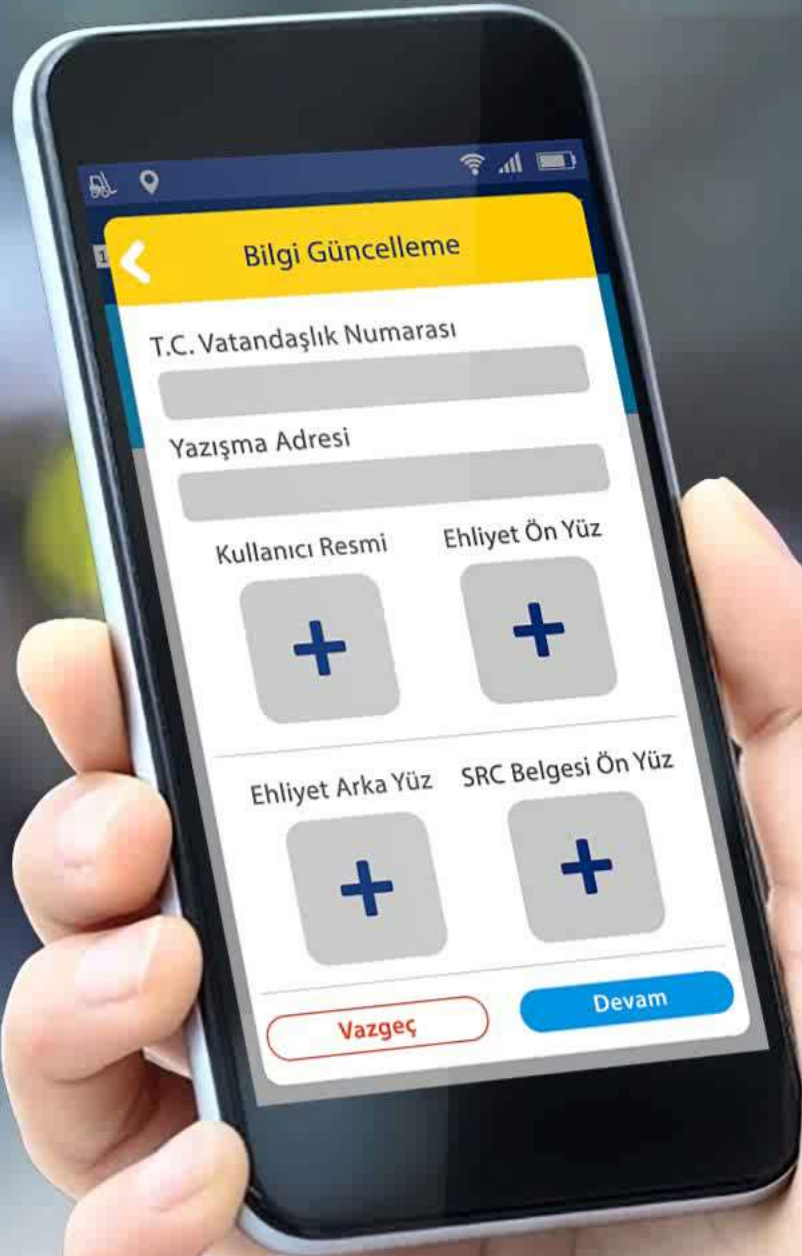 Bilgi Güncelleme
T.C. Vatandaşlık Numarası
Yazışma Adresi
Kullanıcı Resmi Ehliyet Ön Yüz
Ehliyet Arka Yüz SRC Belgesi Ön Yüz
Vazgeç Devam